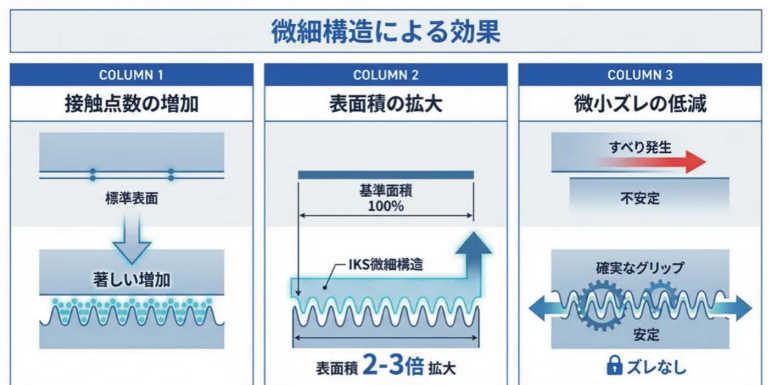 微細構造による効果
COLUMN 1
接触点数の増加
標準表面
著しい増加
COLUMN 2
表面積の拡大
基準面積
100%
IKS微細構造
表面積 2-3倍 拡大
COLUMN 3
微小ズレの低減
すべり発生
不安定
確実なグリップ
安定
ズレなし